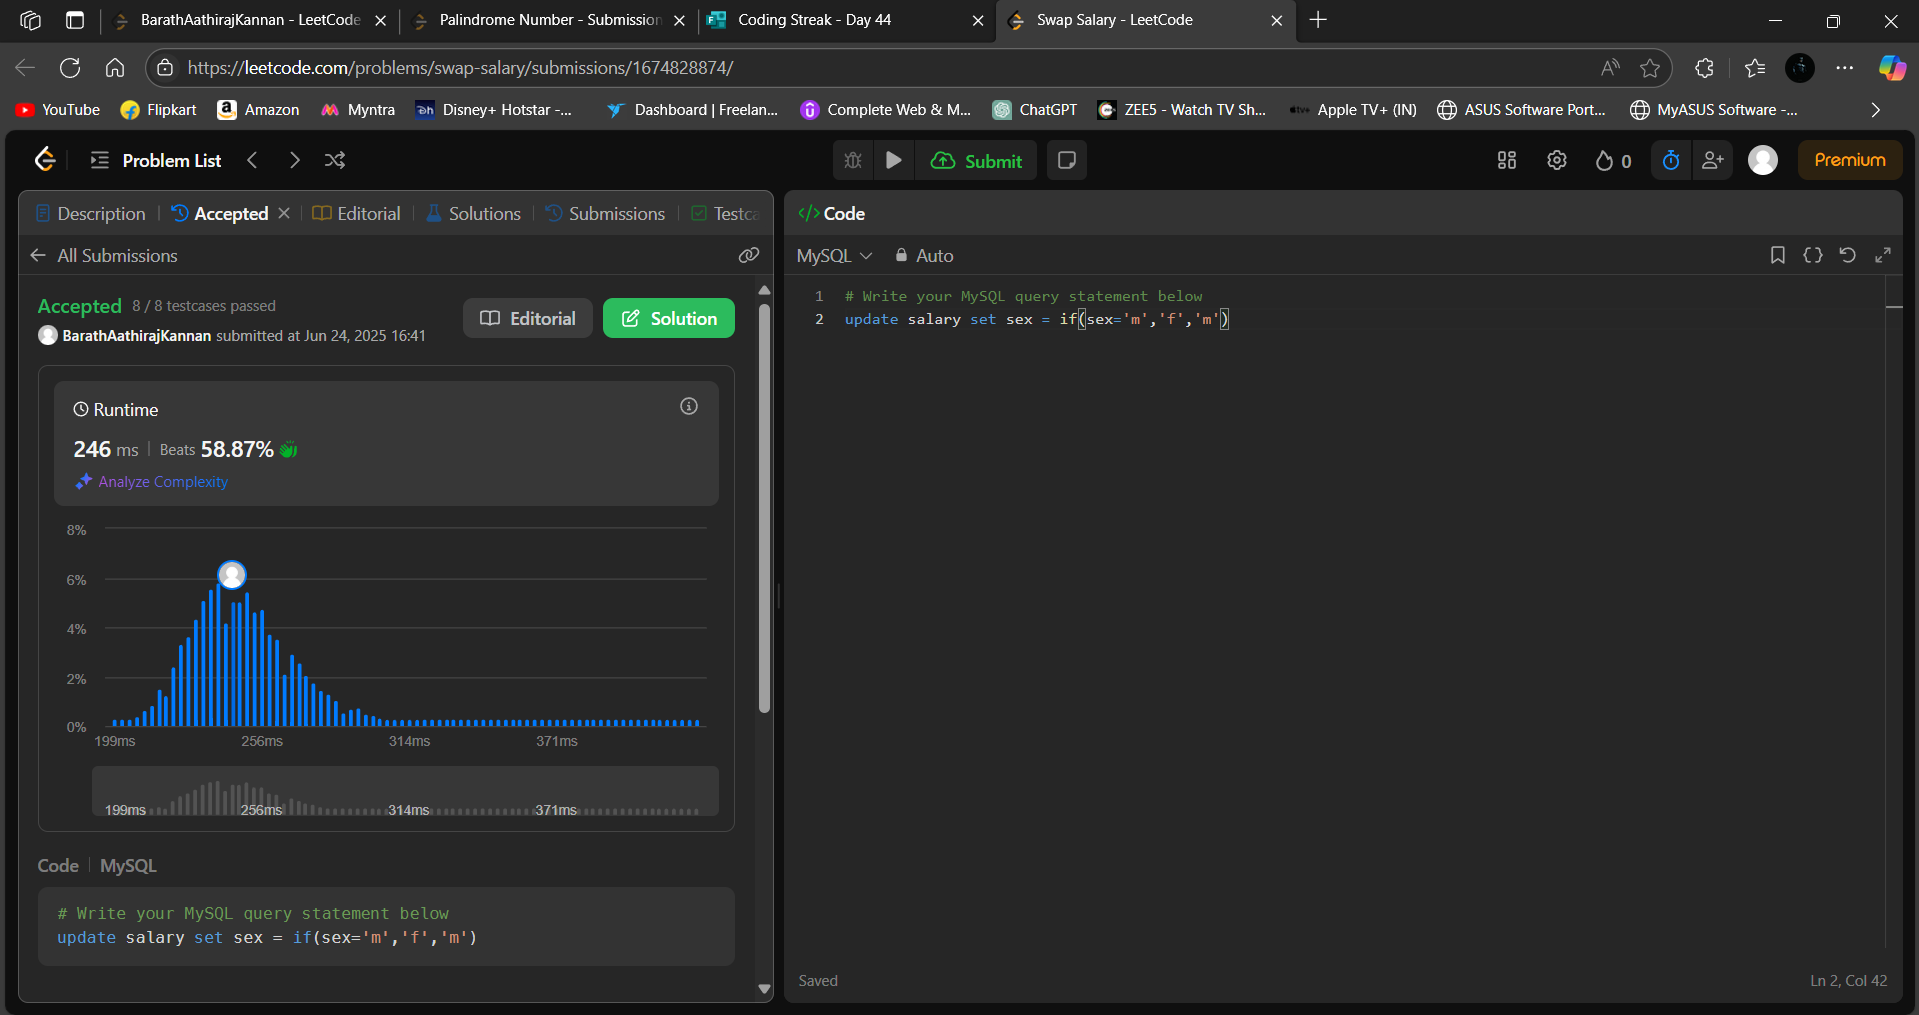 BarathAathirajKannan - LeetCode
Palindrome Number - Submission
Coding Streak - Day 44
Swap Salary - LeetCode
https://leetcode.com/problems/swap-salary/submissions/1674828874/
YouTube
Flipkart
Amazon
Myntra
Disney+ Hotstar -...
Dashboard | Freelan...
Complete Web & M...
ChatGPT
ZEE5 - Watch TV Sh...
Apple TV+ (IN)
ASUS Software Port...
MyASUS Software -...
Problem List
Submit
0
Premium
Description
Accepted
Editorial
Solutions
Submissions
Testca
All Submissions
Accepted 8 / 8 testcases passed
BarathAathirajKannan submitted at Jun 24, 2025 16:41
Editorial
Solution
Runtime
246 ms | Beats 58.87%
Analyze Complexity
8%
6%
4%
2%
0%
199ms 256ms 314ms 371ms
199ms 256ms 314ms 371ms
Code | MySQL
# Write your MySQL query statement below
update salary set sex = if(sex='m','f','m')
</> Code
MySQL
Auto
1 # Write your MySQL query statement below
2 update salary set sex = if(sex='m','f','m')
Saved
Ln 2, Col 42